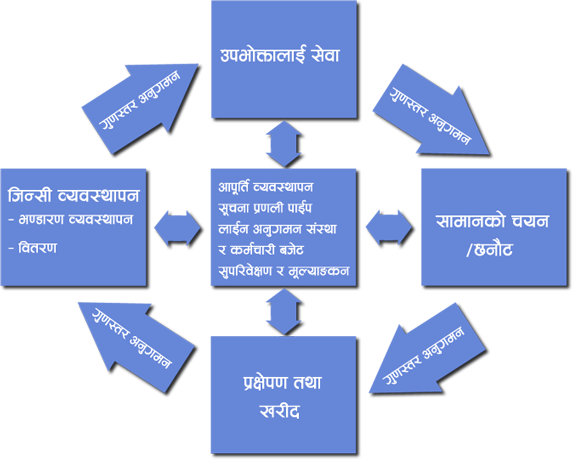 उपभोक्तालाई सेवा
गुणस्तर अनुगमन
गुणस्तर अनुगमन
जिन्सी व्यवस्थापन
- भण्डारण व्यवस्थापन
- वितरण
आपूर्ति व्यवस्थापन
सूचना प्रणली पाईप
लाईन अनुगमन संस्था
र कर्मचारी बजेट
सुपरिवेक्षण र मूल्याङकन
सामानको चयन
/छनौट
गुणस्तर अनुगमन
गुणस्तर अनुगमन
प्रक्षेपण तथा
खरीद